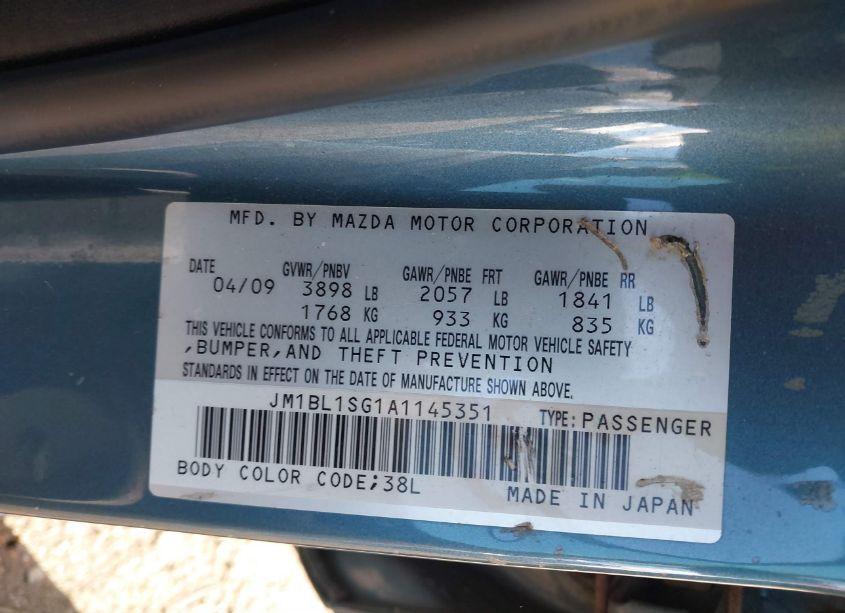 MFD. BY MAZDA MOTOR CORPORATION
DATE GVWR/PNBV GAWR/PNBE FRT GAWR/PNBE RR
04/09 3898 LB 2057 LB 1841 LB
1768 KG 933 KG 835 KG
THIS VEHICLE CONFORMS TO ALL APPLICABLE FEDERAL MOTOR VEHICLE SAFETY
,BUMPER,AND THEFT PREVENTION
STANDARDS IN EFFECT ON THE DATE OF MANUFACTURE SHOWN ABOVE.
JM1BL1SG1A1145351 TYPE:PASSENGER
BODY COLOR CODE;38L
MADE IN JAPAN